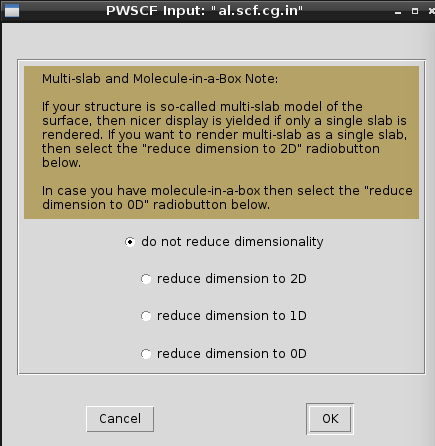 PWSCF Input: "al.scf.cg.in"
Multi-slab and Molecule-in-a-Box Note:
If your structure is so-called multi-slab model of the
surface, then nicer display is yielded if only a single slab is
rendered. If you want to render multi-slab as a single slab,
then select the "reduce dimension to 2D" radiobutton
below.
In case you have molecule-in-a-box then select the "reduce
dimension to 0D" radiobutton below.
do not reduce dimensionality
reduce dimension to 2D
reduce dimension to 1D
reduce dimension to 0D
Cancel
OK